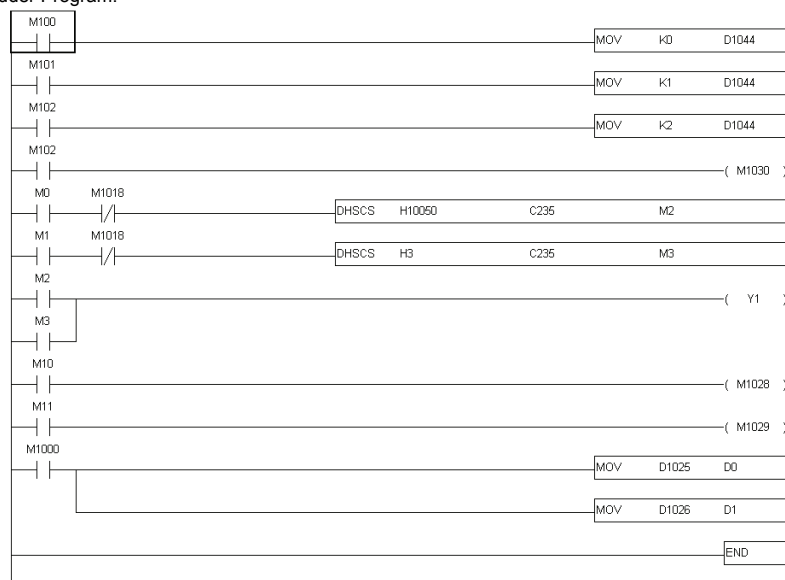 M100
MOV K0 D1044
M101
MOV K1 D1044
M102
MOV K2 D1044
M102
( M1030 )
M0 M1018
DHSCS H10050 C235 M2
M1 M1018
DHSCS H3 C235 M3
M2
( Y1 )
M3
M10
( M1028 )
M11
( M1029 )
M1000
MOV D1025 D0
MOV D1026 D1
END